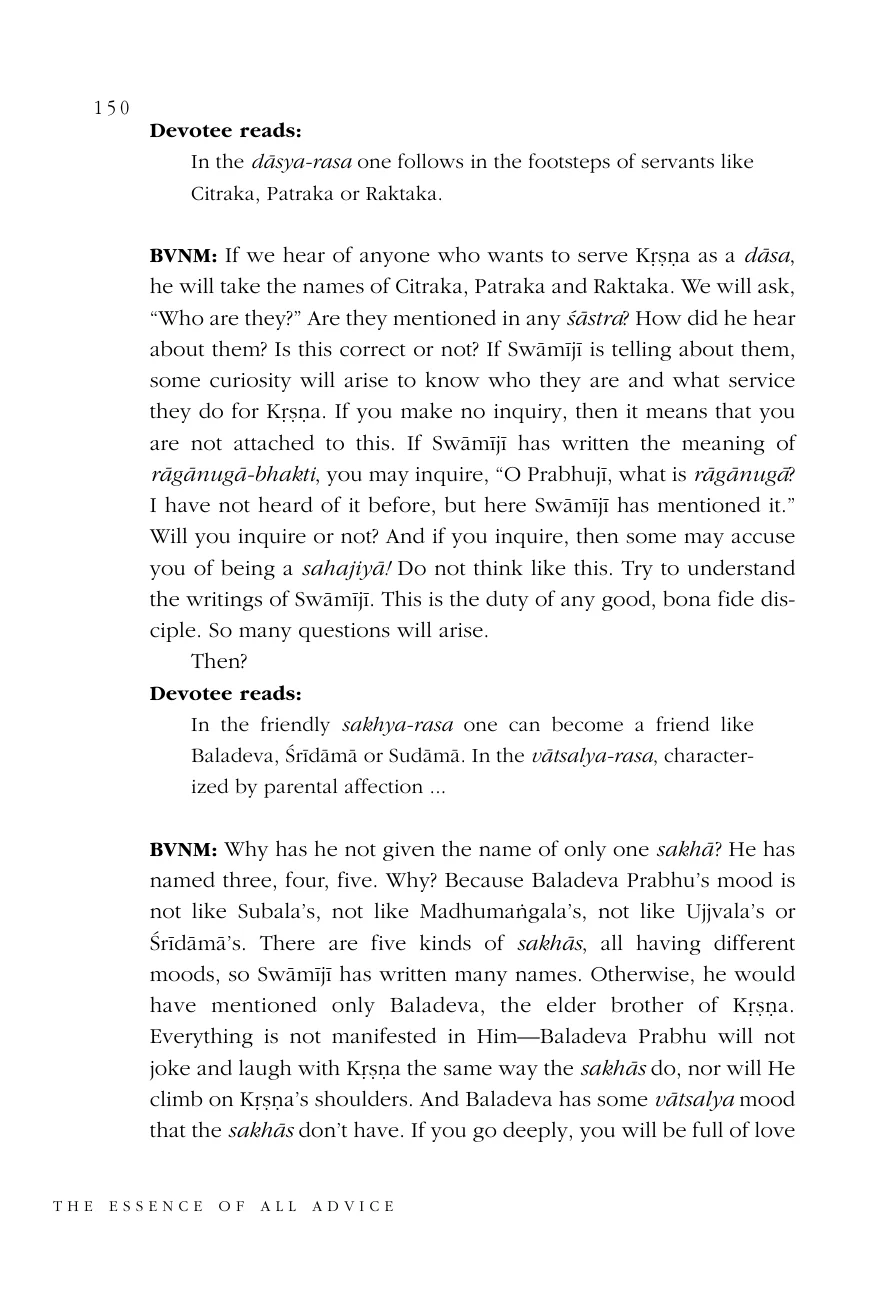 150
Devotee reads:
In the dāsya-rasa one follows in the footsteps of servants like
Citraka, Patraka or Raktaka.
BVNM: If we hear of anyone who wants to serve Kṛṣṇa as a dāsa,
he will take the names of Citraka, Patraka and Raktaka. We will ask,
“Who are they?” Are they mentioned in any śāstra? How did he hear
about them? Is this correct or not? If Swāmījī is telling about them,
some curiosity will arise to know who they are and what service
they do for Kṛṣṇa. If you make no inquiry, then it means that you
are not attached to this. If Swāmījī has written the meaning of
rāgānugā-bhakti, you may inquire, “O Prabhujī, what is rāgānugā?
I have not heard of it before, but here Swāmījī has mentioned it.”
Will you inquire or not? And if you inquire, then some may accuse
you of being a sahajiyā! Do not think like this. Try to understand
the writings of Swāmījī. This is the duty of any good, bona fide dis-
ciple. So many questions will arise.
Then?
Devotee reads:
In the friendly sakhya-rasa one can become a friend like
Baladeva, Śrīdāmā or Sudāmā. In the vātsalya-rasa, character-
ized by parental affection ...
BVNM: Why has he not given the name of only one sakhā? He has
named three, four, five. Why? Because Baladeva Prabhu’s mood is
not like Subala’s, not like Madhumaṅgala’s, not like Ujjvala’s or
Śrīdāmā’s. There are five kinds of sakhās, all having different
moods, so Swāmījī has written many names. Otherwise, he would
have mentioned only Baladeva, the elder brother of Kṛṣṇa.
Everything is not manifested in Him—Baladeva Prabhu will not
joke and laugh with Kṛṣṇa the same way the sakhās do, nor will He
climb on Kṛṣṇa’s shoulders. And Baladeva has some vātsalya mood
that the sakhās don’t have. If you go deeply, you will be full of love
THE ESSENCE OF ALL ADVICE